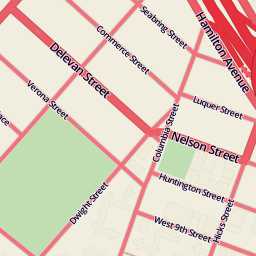 Seabring Street
Hamilton Avenue
Commerce Street
Delevan Street
Verona Street
Luquer Street
ace
Columbia Street
Nelson Street
Huntington Street
Dwight Street
West 9th Street
Hicks Street